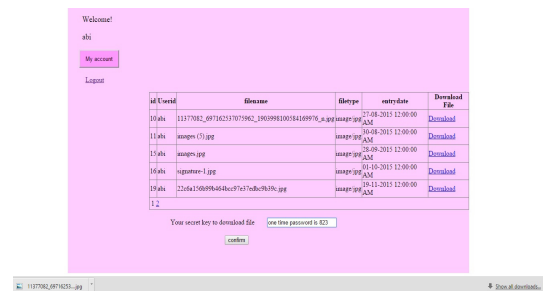 Welcome!
abi
My account
Logout
id Userid filename filetype entrydate Download File
10 abi 11377082_697162537075962_1903998100584169976_n.jpg image/jpg 27-08-2015 12:00:00 AM Download
11 abi images (5).jpg image/jpg 30-08-2015 12:00:00 AM Download
15 abi images.jpg image/jpg 28-09-2015 12:00:00 AM Download
16 abi signature-1.jpg image/jpg 01-10-2015 12:00:00 AM Download
19 abi 22c6a156b99b464bcc97e37edbc9b39c.jpg image/jpg 19-11-2015 12:00:00 AM Download
1 2
Your secret key to download file one time password is 823
confirm
11377082_69716253....jpg
Show all downloads...